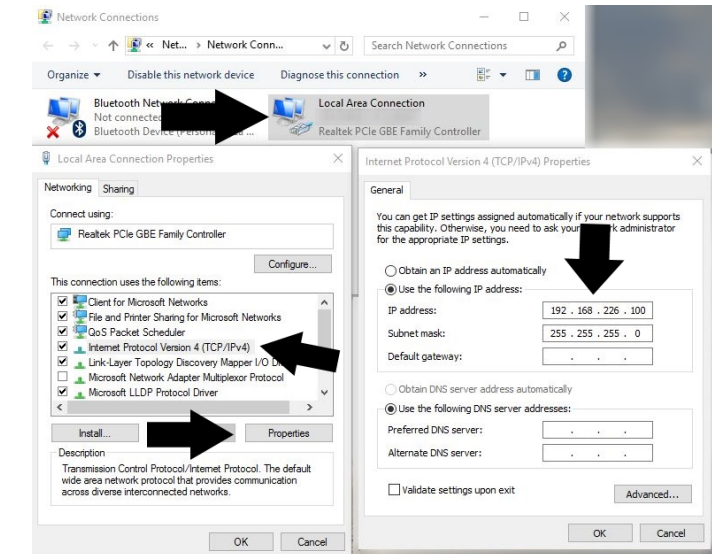 Network Connections
« Net... > Network Conn...
Search Network Connections
Organize
Disable this network device
Diagnose this connection
»
?
Bluetooth Network
Not connected
Bluetooth Device
Local Area Connection
Realtek PCIe GBE Family Controller
Local Area Connection Properties
Networking
Sharing
Connect using:
Realtek PCIe GBE Family Controller
Configure...
This connection uses the following items:
Client for Microsoft Networks
File and Printer Sharing for Microsoft Networks
QoS Packet Scheduler
Internet Protocol Version 4 (TCP/IPv4)
Link-Layer Topology Discovery Mapper I/O
Microsoft Network Adapter Multiplexor Protocol
Microsoft LLDP Protocol Driver
Install...
Properties
Description
Transmission Control Protocol/Internet Protocol. The default
wide area network protocol that provides communication
across diverse interconnected networks.
OK
Cancel
Internet Protocol Version 4 (TCP/IPv4) Properties
General
You can get IP settings assigned automatically if your network supports
this capability. Otherwise, you need to ask your administrator
for the appropriate IP settings.
Obtain an IP address automatically
Use the following IP address:
IP address:
192 . 168 . 226 . 100
Subnet mask:
255 . 255 . 255 . 0
Default gateway:
. . .
Obtain DNS server address automatically
Use the following DNS server addresses:
Preferred DNS server:
. . .
Alternate DNS server:
. . .
Validate settings upon exit
Advanced...
OK
Cancel